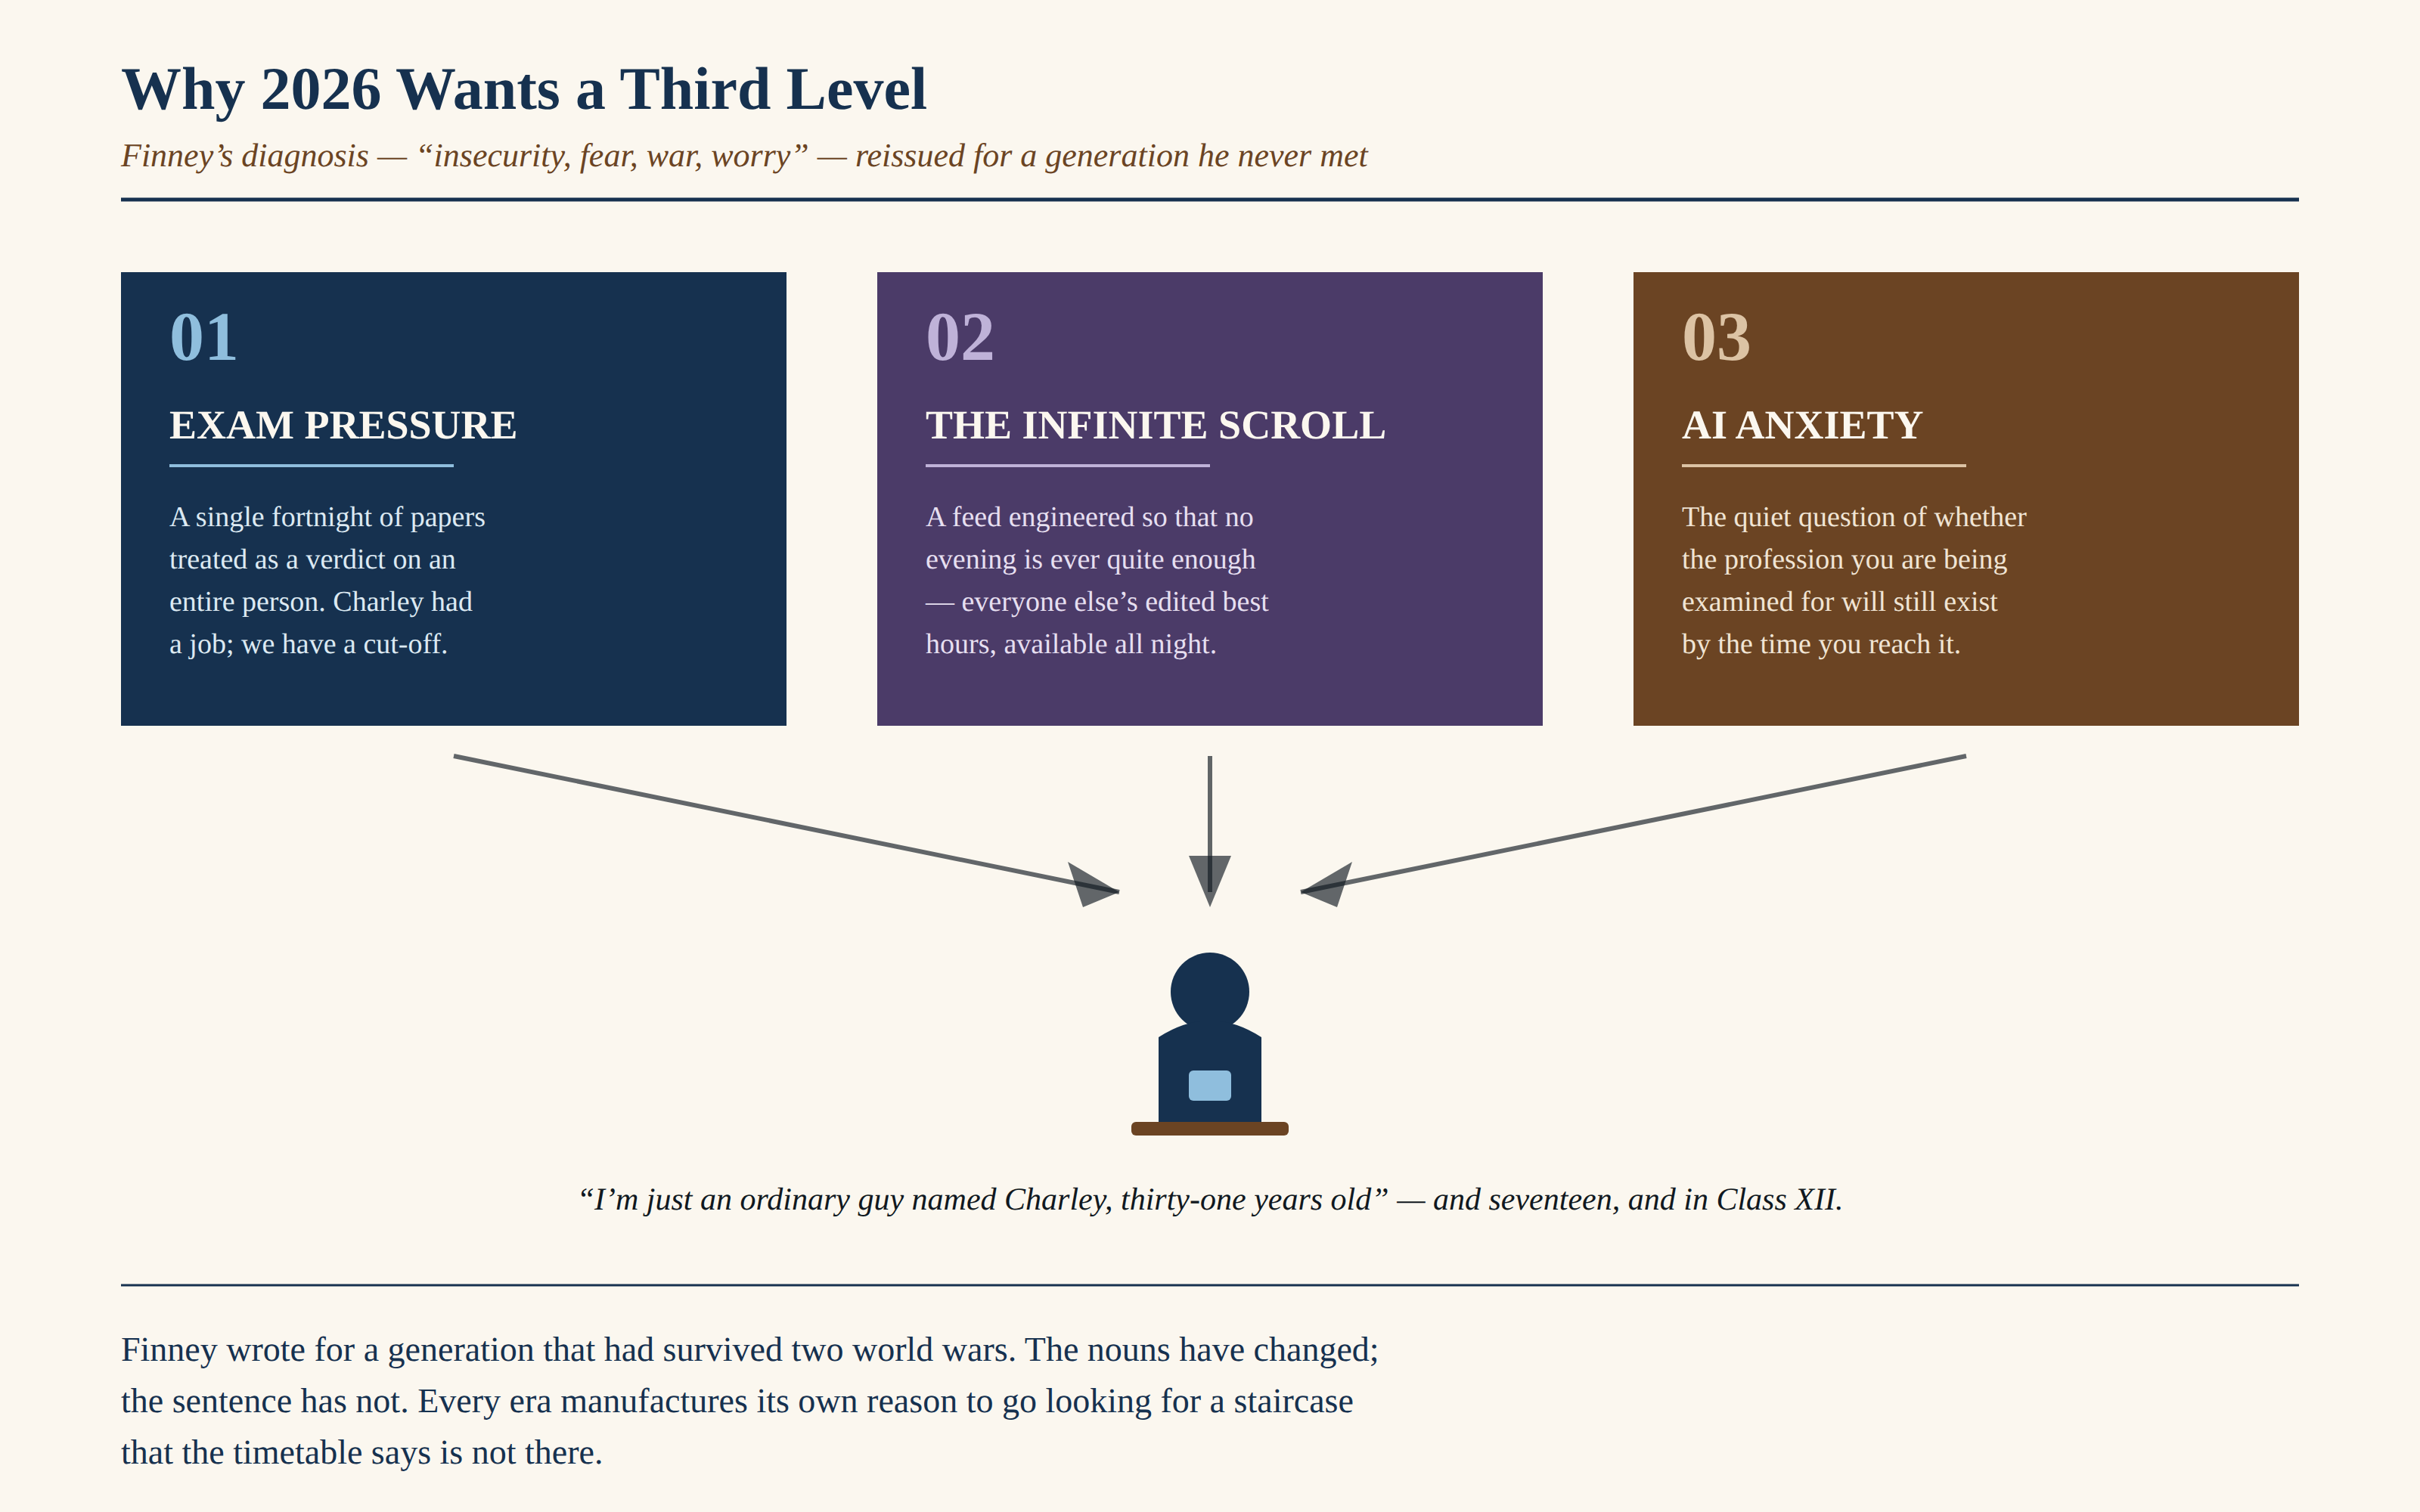 Why 2026 Wants a Third Level
Finney’s diagnosis — “insecurity, fear, war, worry” — reissued for a generation he never met
01
EXAM PRESSURE
A single fortnight of papers
treated as a verdict on an
entire person. Charley had
a job; we have a cut-off.
02
THE INFINITE SCROLL
A feed engineered so that no
evening is ever quite enough
— everyone else’s edited best
hours, available all night.
03
AI ANXIETY
The quiet question of whether
the profession you are being
examined for will still exist
by the time you reach it.
“I’m just an ordinary guy named Charley, thirty-one years old” — and seventeen, and in Class XII.
Finney wrote for a generation that had survived two world wars. The nouns have changed;
the sentence has not. Every era manufactures its own reason to go looking for a staircase
that the timetable says is not there.